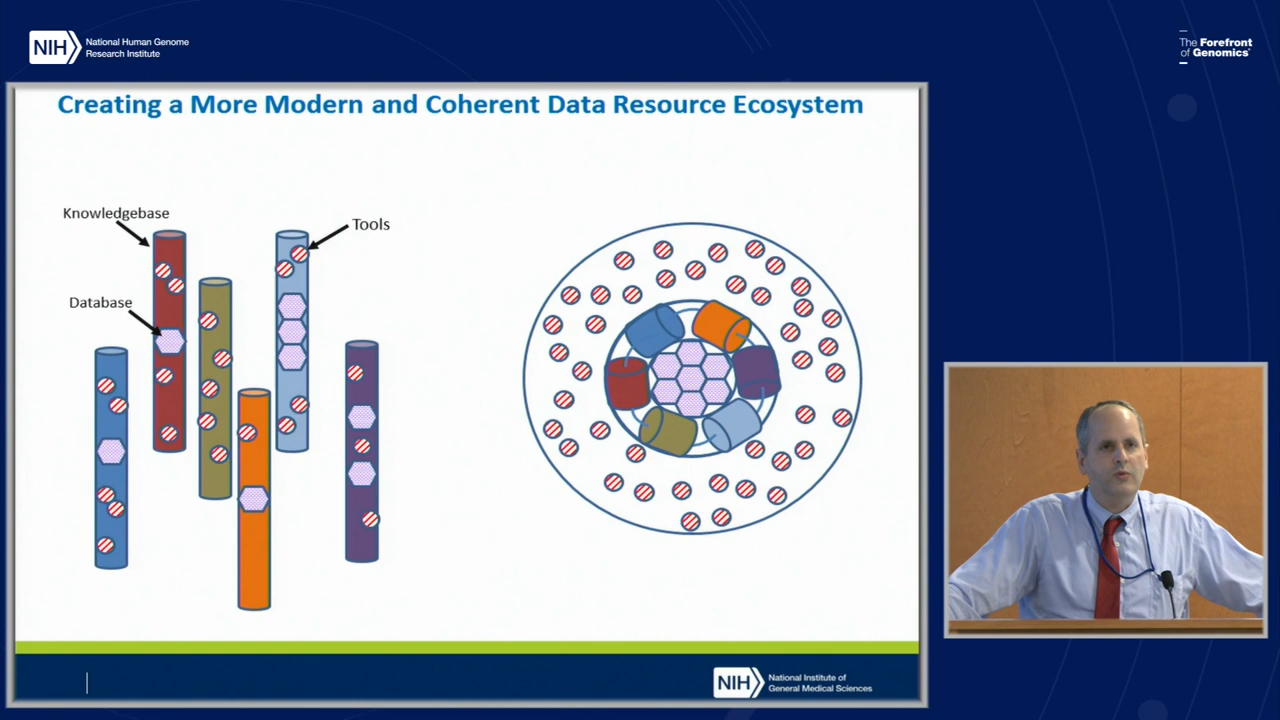 NIH
National Human Genome
Research Institute
The Forefront
of Genomics®
Creating a More Modern and Coherent Data Resource Ecosystem
Knowledgebase
Tools
Database
NIH
National Institute of
General Medical Sciences